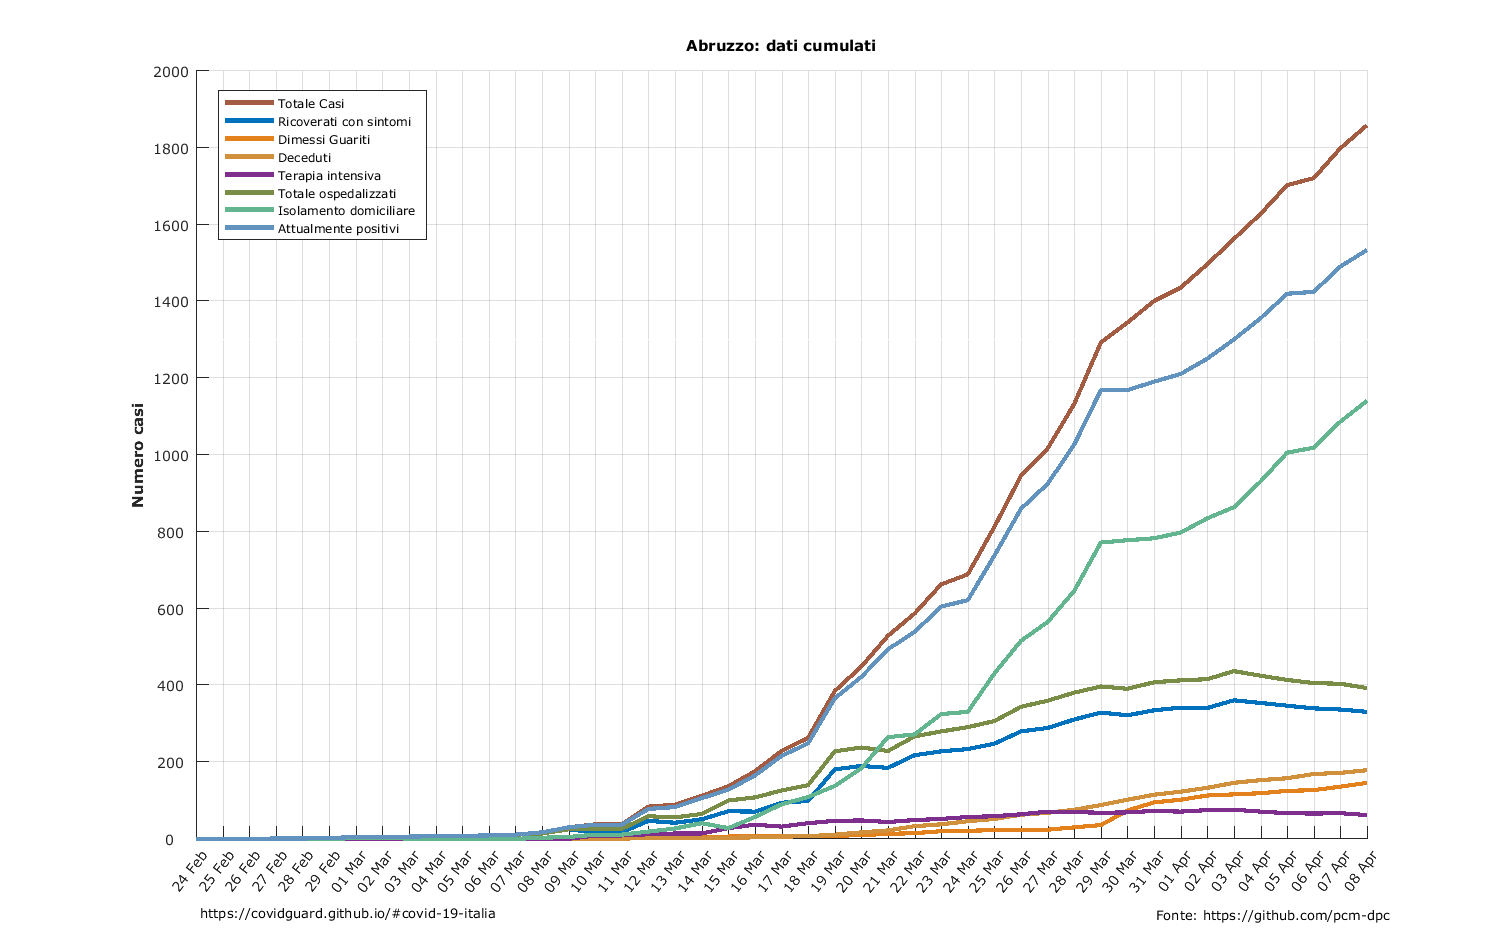 Abruzzo: dati cumulati
Numero casi
2000
1800
1600
1400
1200
1000
800
600
400
200
0
Totale Casi
Ricoverati con sintomi
Dimessi Guariti
Deceduti
Terapia intensiva
Totale ospedalizzati
Isolamento domiciliare
Attualmente positivi
24 Feb
25 Feb
26 Feb
27 Feb
28 Feb
29 Feb
01 Mar
02 Mar
03 Mar
04 Mar
05 Mar
06 Mar
07 Mar
08 Mar
09 Mar
10 Mar
11 Mar
12 Mar
13 Mar
14 Mar
15 Mar
16 Mar
17 Mar
18 Mar
19 Mar
20 Mar
21 Mar
22 Mar
23 Mar
24 Mar
25 Mar
26 Mar
27 Mar
28 Mar
29 Mar
30 Mar
31 Mar
01 Apr
02 Apr
03 Apr
04 Apr
05 Apr
06 Apr
07 Apr
08 Apr
https://covidguard.github.io/#covid-19-italia
Fonte: https://github.com/pcm-dpc